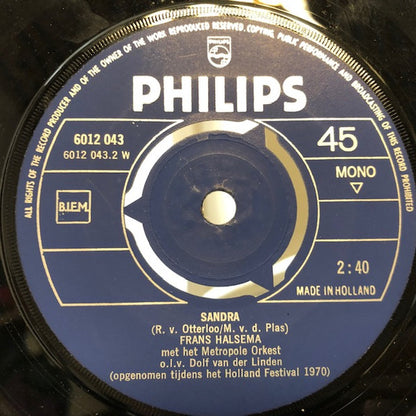 ALL RIGHTS OF THE RECORD PRODUCER AND OF THE OWNER OF THE WORK REPRODUCED RESERVED. COPYING, PUBLIC PERFORMANCE AND BROADCASTING OF THIS RECORD PROHIBITED
PHILIPS
PHILIPS
6012 043
6012 043.2 W
45
MONO
B.I.E.M.
2:40
MADE IN HOLLAND
SANDRA
(R. v. Otterloo/M. v. d. Plas)
FRANS HALSEMA
met het Metropole Orkest
o.l.v. Dolf van der Linden
(opgenomen tijdens het Holland Festival 1970)